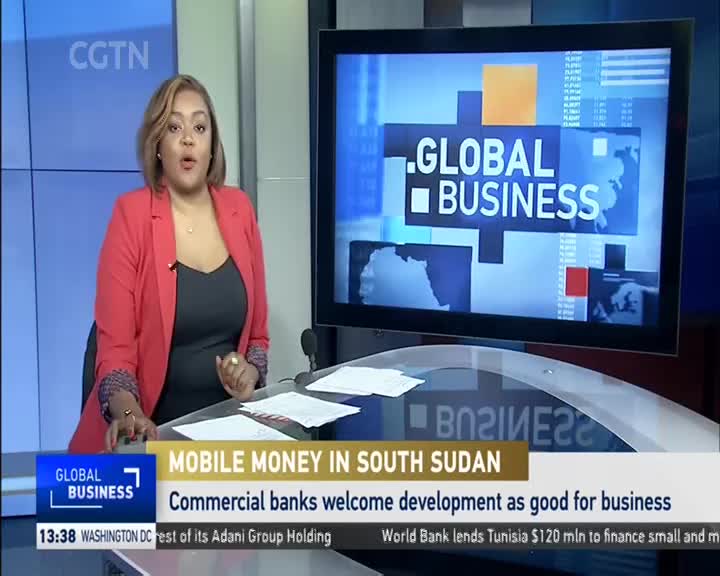 CGTN
GLOBAL
BUSINESS
BUSINESS
MOBILE MONEY IN SOUTH SUDAN
GLOBAL
BUSINESS
Commercial banks welcome development as good for business
13:38 WASHINGTON DC rest of its Adani Group Holding World Bank lends Tunisia $120 mln to finance small and m